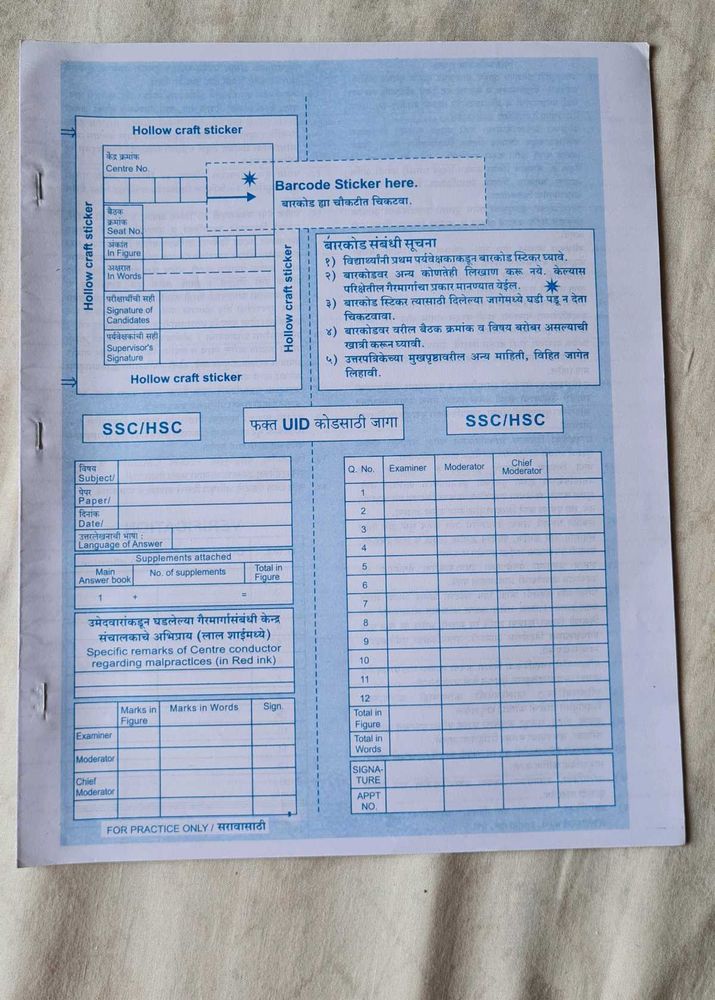 Hollow craft sticker
Hollow craft sticker
केंद्र क्रमांक
Centre No.
बैठक
क्रमांक
Seat No.
अंकांत
In Figure
अक्षरात
In Words
परीक्षार्थीची सही
Signature of
Candidates
पर्यवेक्षकाची सही
Supervisor's
Signature
Hollow craft sticker
Hollow craft sticker
Barcode Sticker here.
बारकोड ह्या चौकटीत चिकटवा.
बारकोड संबंधी सूचना
१) विद्यार्थ्यांनी प्रथम पर्यवेक्षकाकडून बारकोड स्टिकर घ्यावे.
२) बारकोडवर अन्य कोणतेही लिखाण करू नये. केल्यास
परिक्षेतील गैरमार्गाचा प्रकार मानण्यात येईल.
३) बारकोड स्टिकर त्यासाठी दिलेल्या जागेमध्ये घडी पडू न देता
चिकटवावा.
४) बारकोडवर वरील बैठक क्रमांक व विषय बरोबर असल्याची
खात्री करून घ्यावी.
५) उत्तरपत्रिकेच्या मुखपृष्ठावरील अन्य माहिती, विहित जागेत
लिहावी.
SSC/HSC
फक्त UID कोडसाठी जागा
SSC/HSC
विषय
Subject/
पेपर
Paper/
दिनांक
Date/
उत्तरलेखनाची भाषा :
Language of Answer
Supplements attached
Main
Answer book
No. of supplements
Total in
Figure
1 + =
उमेदवारांकडून घडलेल्या गैरमार्गासंबंधी केन्द्र
संचालकाचे अभिप्राय (लाल शाईमध्ये)
Specific remarks of Centre conductor
regarding malpractices (in Red ink)
Marks in
Figure
Marks in Words
Sign.
Examiner
Moderator
Chief
Moderator
FOR PRACTICE ONLY / सरावासाठी
Q. No. Examiner Moderator Chief
Moderator
1
2
3
4
5
6
7
8
9
10
11
12
Total in
Figure
Total in
Words
SIGNA-
TURE
APPT
NO.